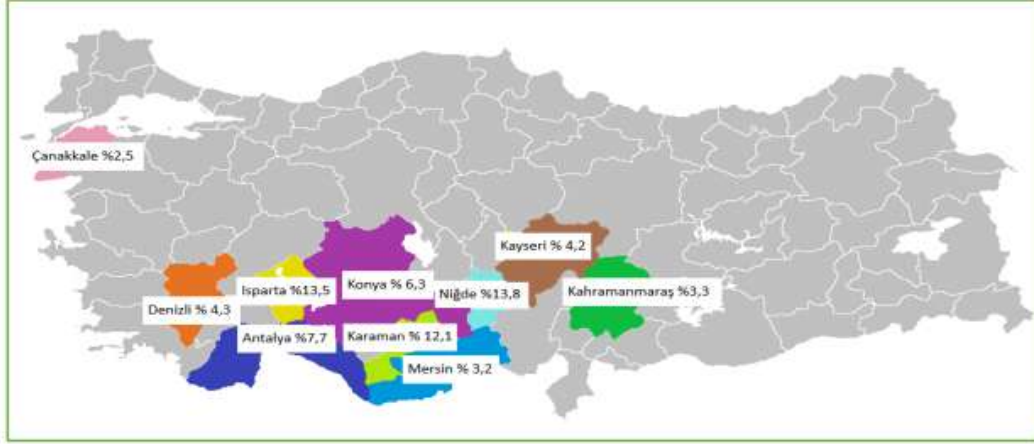 Çanakkale %2,5
Kayseri % 4,2
Isparta %13,5
Konya % 6,3
Niğde %13,8
Kahramanmaraş %3,3
Denizli % 4,3
Antalya %7,7
Karaman % 12,1
Mersin % 3,2